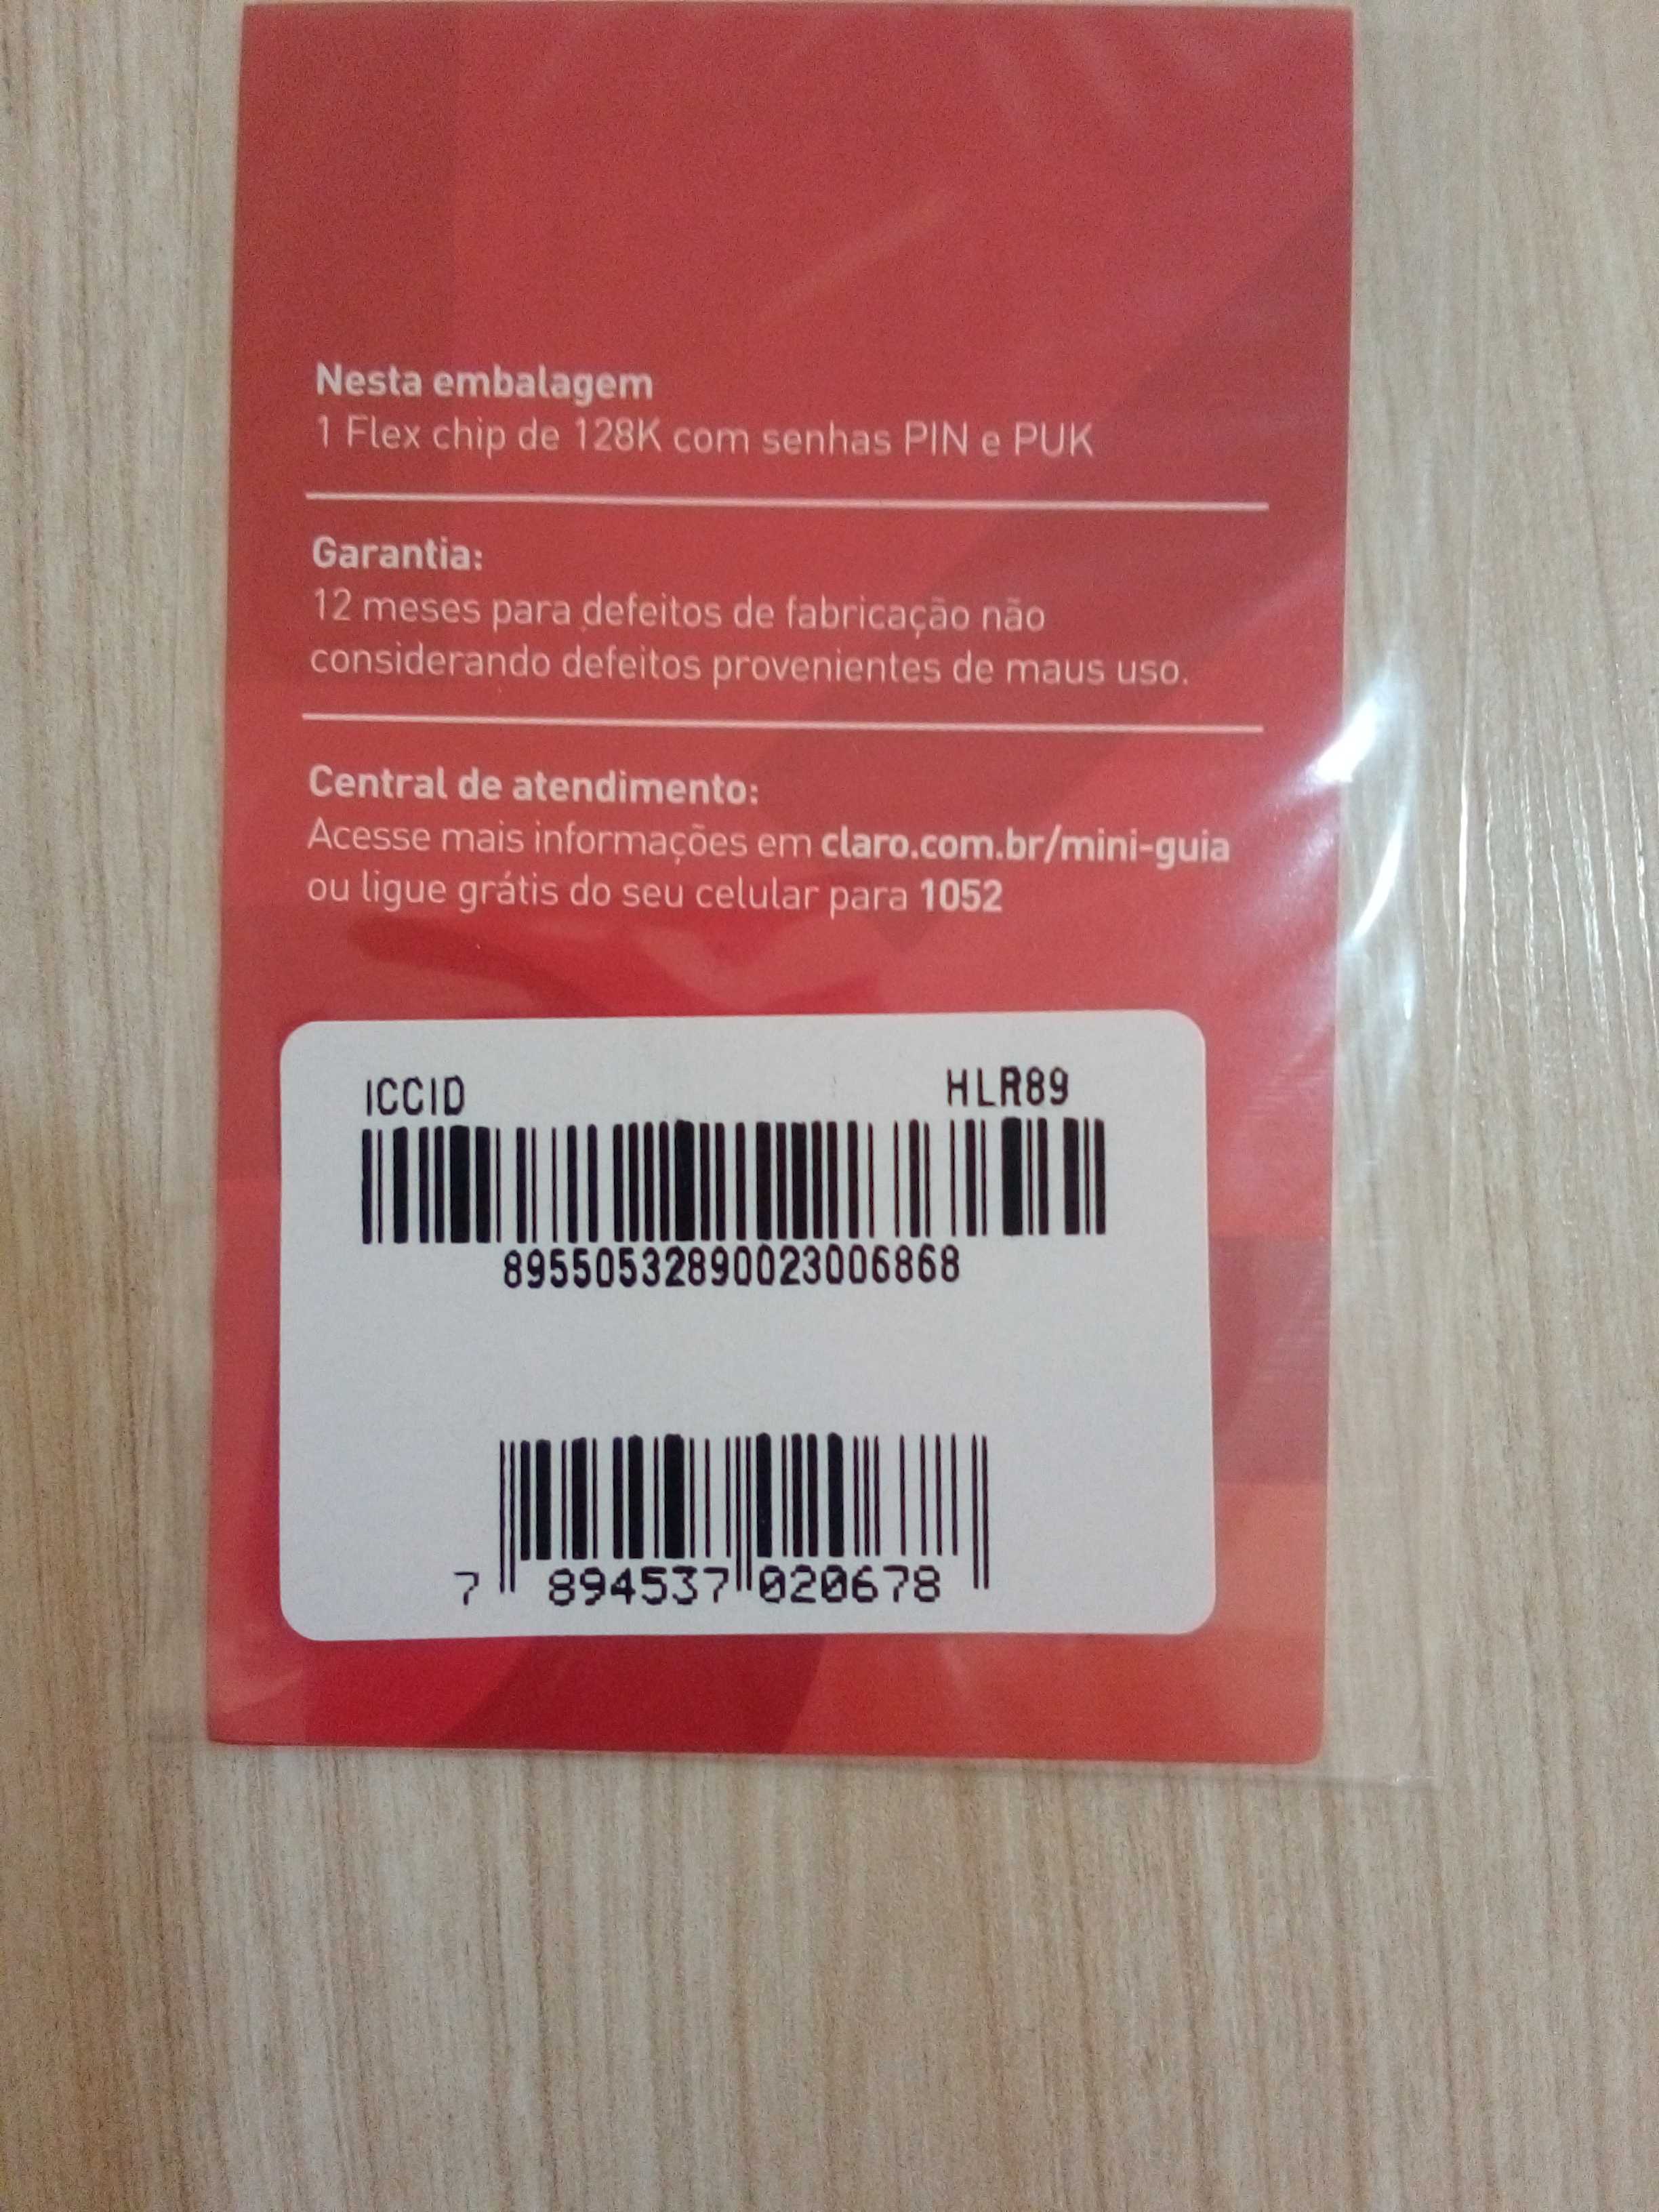 Nesta embalagem
1 Flex chip de 128K com senhas PIN e PUK
Garantia:
12 meses para defeitos de fabricação não
considerando defeitos provenientes de maus uso.
Central de atendimento:
Acesse mais informações em claro.com.br/mini-guia
ou ligue grátis do seu celular para 1052
ICCID HLR89
89550532890023006868
7 894537 020678